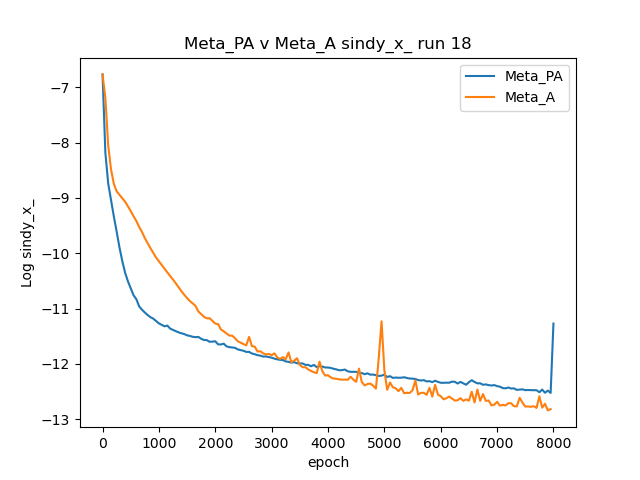 Meta_PA v Meta_A sindy_x_ run 18
Meta_PA
Meta_A
Log sindy_x_
−7
−8
−9
−10
−11
−12
−13
0 1000 2000 3000 4000 5000 6000 7000 8000
epoch